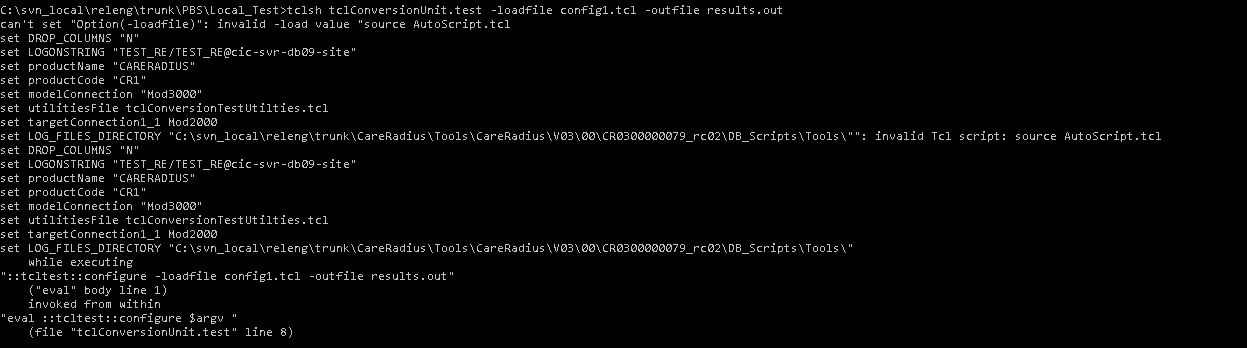 C:\svn_local\releng\trunk\PBS\Local_Test>tclsh tclConversionUnit.test -loadfile config1.tcl -outfile results.out
can't set "Option(-loadfile)": invalid -load value "source AutoScript.tcl
set DROP_COLUMNS "N"
set LOGONSTRING "TEST_RE/TEST_RE@cic-svr-db09-site"
set productName "CARERADIUS"
set productCode "CR1"
set modelConnection "Mod3000"
set utilitiesFile tclConversionTestUtilties.tcl
set targetConnection1_1 Mod2000
set LOG_FILES_DIRECTORY "C:\svn_local\releng\trunk\CareRadius\Tools\CareRadius\V03\00\CR0300000079_rc02\DB_Scripts\Tools\"": invalid Tcl script: source AutoScript.tcl
set DROP_COLUMNS "N"
set LOGONSTRING "TEST_RE/TEST_RE@cic-svr-db09-site"
set productName "CARERADIUS"
set productCode "CR1"
set modelConnection "Mod3000"
set utilitiesFile tclConversionTestUtilties.tcl
set targetConnection1_1 Mod2000
set LOG_FILES_DIRECTORY "C:\svn_local\releng\trunk\CareRadius\Tools\CareRadius\V03\00\CR0300000079_rc02\DB_Scripts\Tools\"
    while executing
"::tcltest::configure -loadfile config1.tcl -outfile results.out"
    ("eval" body line 1)
    invoked from within
"eval ::tcltest::configure $argv "
    (file "tclConversionUnit.test" line 8)